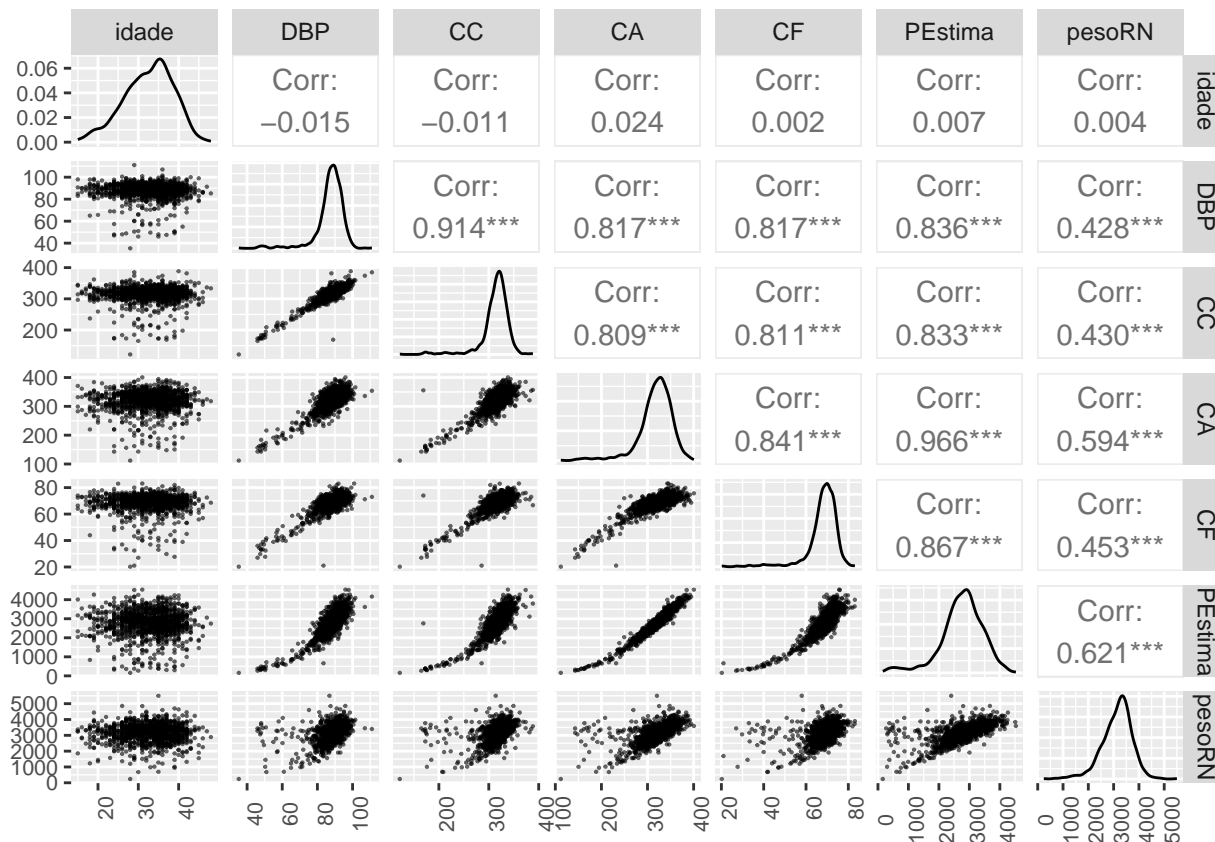 idade DBP CC CA CF PEstima pesoRN
0.06
0.04
0.02
0.00
Corr: Corr: Corr: Corr: Corr: Corr:
−0.015 −0.011 0.024 0.002 0.007 0.004
idade
100
80
60
40
Corr: Corr: Corr: Corr: Corr:
0.914*** 0.817*** 0.817*** 0.836*** 0.428***
DBP
400
300
200
Corr: Corr: Corr: Corr:
0.809*** 0.811*** 0.833*** 0.430***
CC
400
300
200
100
Corr: Corr: Corr:
0.841*** 0.966*** 0.594***
CA
80
60
40
20
Corr: Corr:
0.867*** 0.453***
CF
4000
3000
2000
1000
0
Corr:
0.621***
PEstima
5000
4000
3000
2000
1000
0
pesoRN
20 30 40
40 60 80 100
200 300 400
100 200 300 400
20 40 60 80
0 1000 2000 3000 4000
0 1000 2000 3000 4000 5000